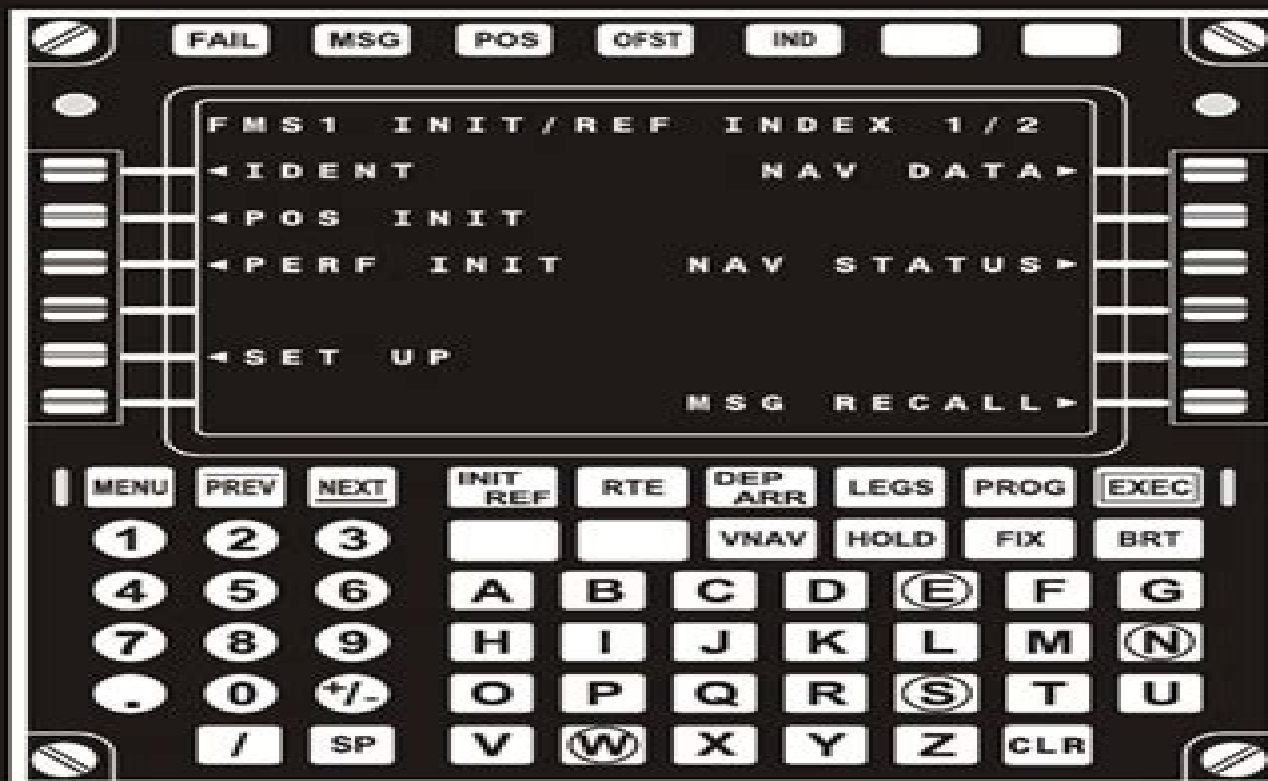 FAIL MSG POS OFST IND
FMS1 INIT/REF INDEX 1/2
◄IDENT NAV DATA►
◄POS INIT
◄PERF INIT NAV STATUS►
◄SET UP
MSG RECALL►
MENU PREV NEXT INIT REF RTE DEP ARR LEGS PROG EXEC
1 2 3 VNAV HOLD FIX BRT
4 5 6 A B C D E F G
7 8 9 H I J K L M N
. 0 +/- O P Q R S T U
/ SP V W X Y Z CLR